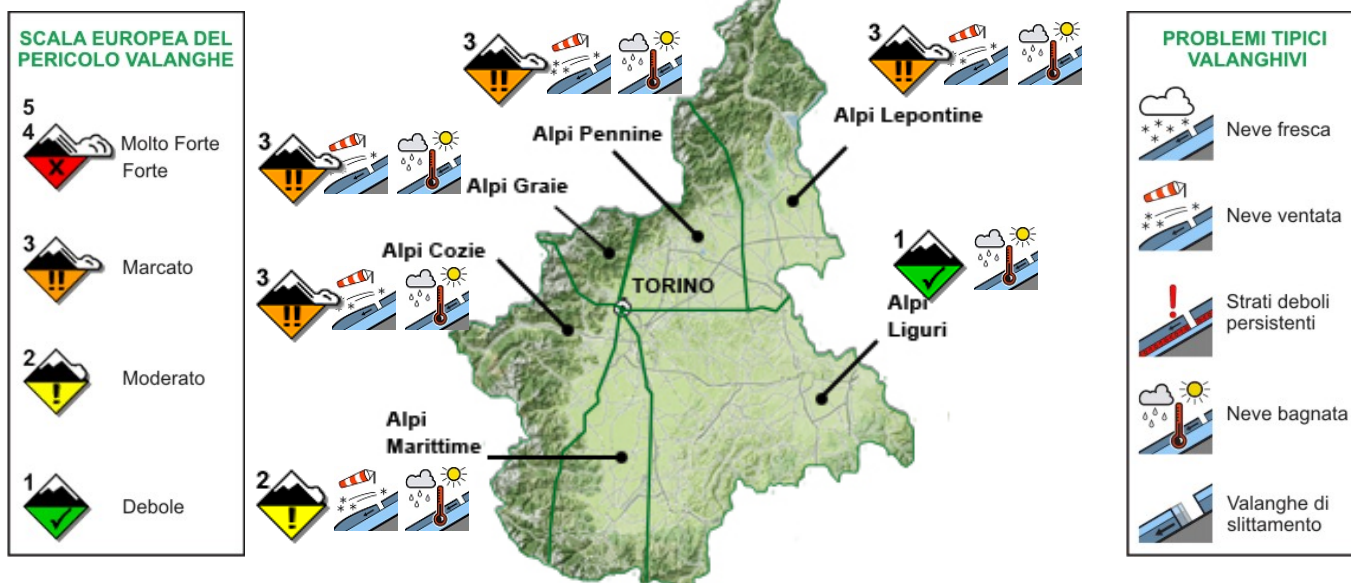 SCALA EUROPEA DEL
PERICOLO VALANGHE
5
4
Molto Forte
Forte
3
Marcato
2
Moderato
1
Debole
3
3
Alpi Pennine
Alpi Lepontine
3
Alpi Graie
Alpi Cozie
3
TORINO
1
Alpi
Liguri
Alpi
Marittime
2
PROBLEMI TIPICI
VALANGHIVI
Neve fresca
Neve ventata
Strati deboli
persistenti
Neve bagnata
Valanghe di
slittamento